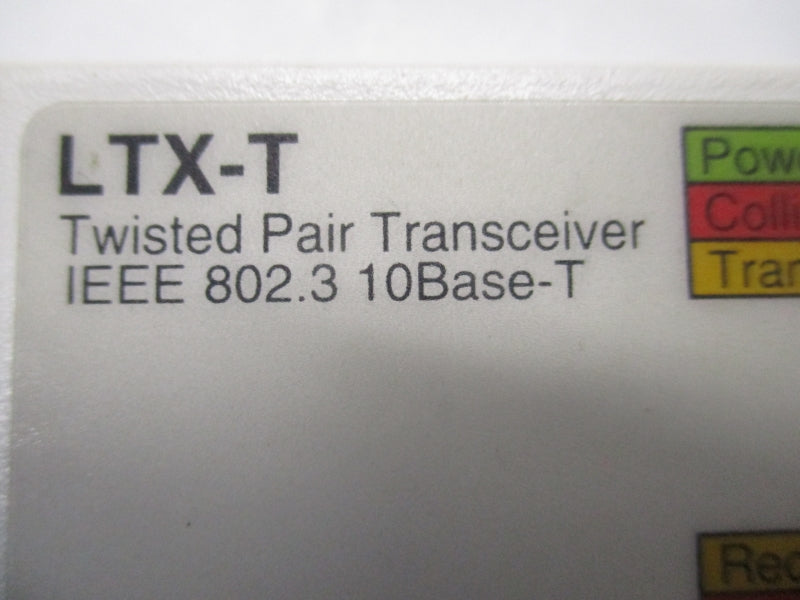 LTX-T
Twisted Pair Transceiver
IEEE 802.3 10Base-T